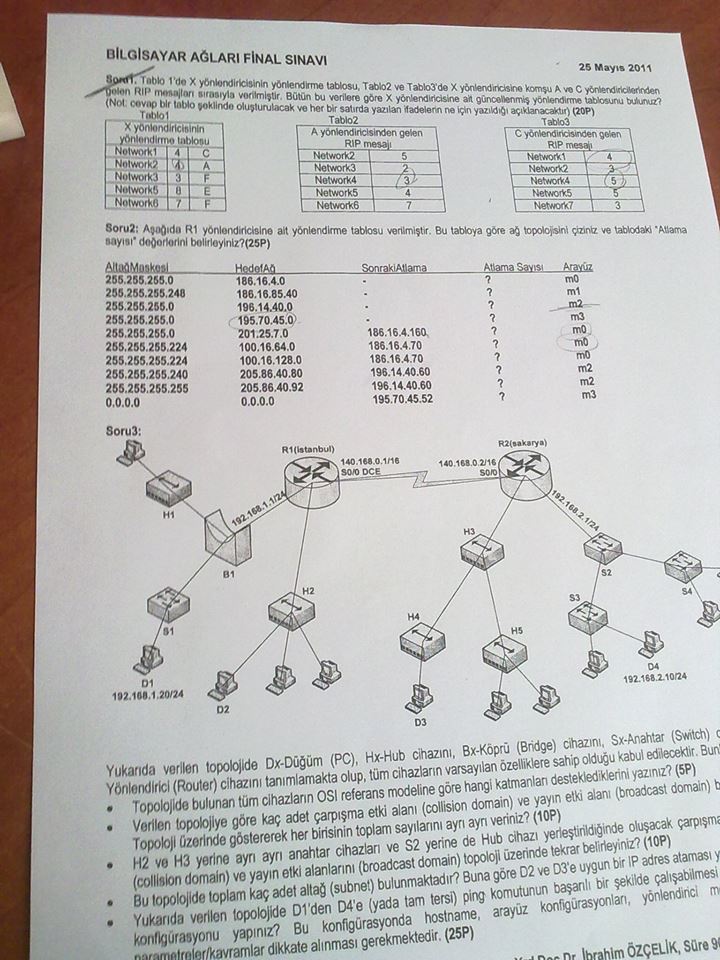 BİLGİSAYAR AĞLARI FİNAL SINAVI
25 Mayıs 2011
Soru1. Tablo 1'de X yönlendiricisinin yönlendirme tablosu, Tablo2 ve Tablo3'de X yönlendiricisine komşu A ve C yönlendiricilerinden
gelen RIP mesajları sırasıyla verilmiştir. Bütün bu verilere göre X yönlendiricisine ait güncellenmiş yönlendirme tablosunu bulunuz?
(Not: cevap bir tablo şeklinde oluşturulacak ve her bir satırda yazılan ifadelerin ne için yazıldığı açıklanacaktır) (20P)
Tablo1
X yönlendiricisinin
yönlendirme tablosu
Network1 4 C
Network2 4 A
Network3 3 F
Network5 8 E
Network6 7 F
Tablo2
A yönlendiricisinden gelen
RIP mesajı
Network2 5
Network3 2
Network4 3
Network5 4
Network6 7
Tablo3
C yönlendiricisinden gelen
RIP mesajı
Network1 4
Network2 3
Network4 5
Network5 5
Network7 3
Soru2: Aşağıda R1 yönlendiricisine ait yönlendirme tablosu verilmiştir. Bu tabloya göre ağ topolojisini çiziniz ve tablodaki "Atlama
sayısı" değerlerini belirleyiniz?(25P)
AltağMaskesi HedefAğ SonrakiAtlama Atlama Sayısı Arayüz
255.255.255.0 186.16.4.0 - ? m0
255.255.255.248 186.16.85.40 - ? m1
255.255.255.0 196.14.40.0 - ? m2
255.255.255.0 195.70.45.0 - ? m3
255.255.255.0 201.25.7.0 186.16.4.160 ? m0
255.255.255.224 100.16.64.0 186.16.4.70 ? m0
255.255.255.224 100.16.128.0 186.16.4.70 ? m0
255.255.255.240 205.86.40.80 196.14.40.60 ? m2
255.255.255.255 205.86.40.92 196.14.40.60 ? m2
0.0.0.0 0.0.0.0 195.70.45.52 ? m3
Soru3:
R1(istanbul)
R2(sakarya)
140.168.0.1/16
S0/0 DCE
140.168.0.2/16
S0/0
H1
192.168.1.1/24
192.168.2.1/24
B1
H3
S2
S4
S1
H2
H4
H5
S3
D1
192.168.1.20/24
D2
D3
D4
192.168.2.10/24
Yukarıda verilen topolojide Dx-Düğüm (PC), Hx-Hub cihazını, Bx-Köprü (Bridge) cihazını, Sx-Anahtar (Switch)
Yönlendirici (Router) cihazını tanımlamakta olup, tüm cihazların varsayılan özelliklere sahip olduğu kabul edilecektir.
• Topolojide bulunan tüm cihazların OSI referans modeline göre hangi katmanları desteklediklerini yazınız? (5P)
• Verilen topolojiye göre kaç adet çarpışma etki alanı (collision domain) ve yayın etki alanı (broadcast domain)
Topoloji üzerinde göstererek her birisinin toplam sayılarını ayrı ayrı veriniz? (10P)
• H2 ve H3 yerine ayrı ayrı anahtar cihazları ve S2 yerine de Hub cihazı yerleştirildiğinde oluşacak
(collision domain) ve yayın etki alanlarını (broadcast domain) topoloji üzerinde tekrar belirleyiniz? (10P)
• Bu topolojide toplam kaç adet altağ (subnet) bulunmaktadır? Buna göre D2 ve D3'e uygun bir IP adres ataması
• Yukarıda verilen topolojide D1'den D4'e (yada tam tersi) ping komutunun başarılı bir şekilde çalışabilmesi
konfigürasyonu yapınız? Bu konfigürasyonda hostname, arayüz konfigürasyonları, yönlendirici
parametreler/kavramlar dikkate alınması gerekmektedir. (25P)
Dr. İbrahim ÖZÇELİK, Süre